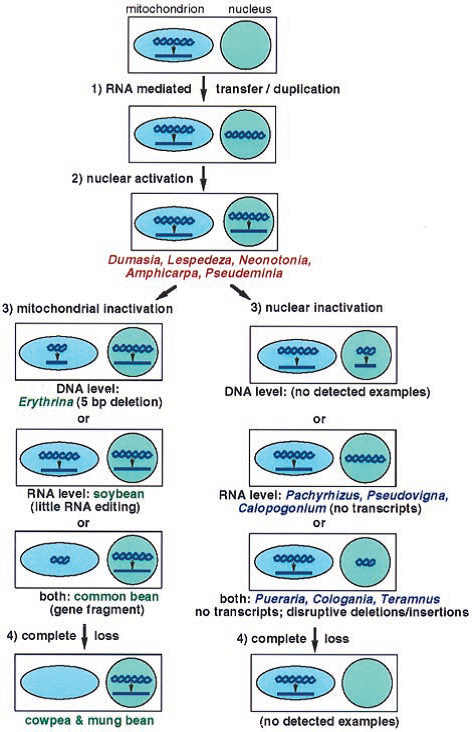 mitochondrion nucleus
1) RNA mediated transfer / duplication
2) nuclear activation
Dumasia, Lespedeza, Neonotonia,
Amphicarpa, Pseudeminia
3) mitochondrial inactivation
DNA level:
Erythrina (5 bp deletion)
or
RNA level: soybean
(little RNA editing)
or
both: common bean
(gene fragment)
4) complete loss
cowpea & mung bean
3) nuclear inactivation
DNA level: (no detected examples)
or
RNA level: Pachyrhizus, Pseudovigna,
Calopogonium (no transcripts)
or
both: Pueraria, Cologania, Teramnus
no transcripts; disruptive deletions/insertions
4) complete loss
(no detected examples)